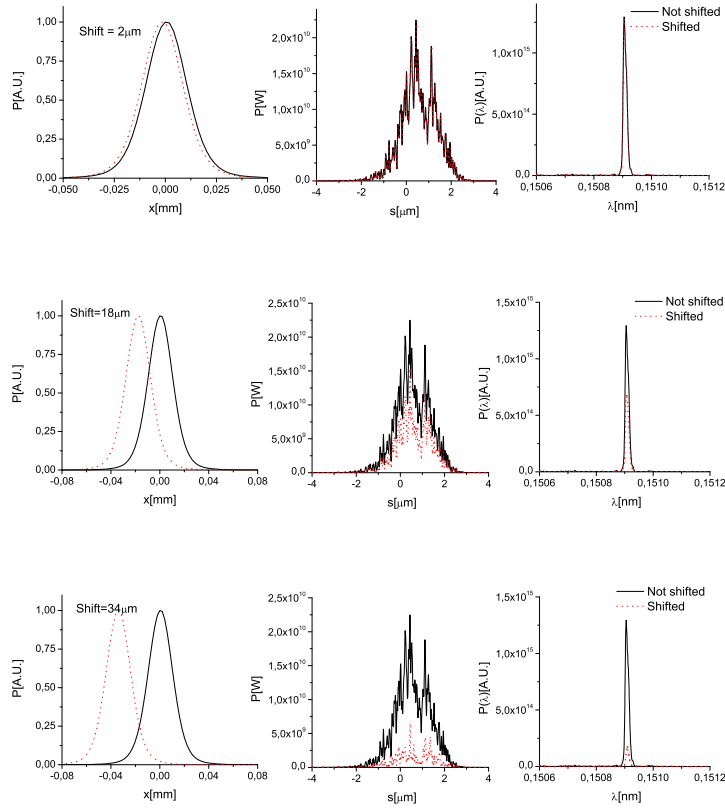 Shift = 2μm
1,00
0,75
0,50
0,25
0,00
P[A.U.]
-0,050 -0,025 0,000 0,025 0,050
x[mm]
2,0x10^10
1,5x10^10
1,0x10^10
5,0x10^9
0,0
P[W]
-4 -2 0 2 4
s[μm]
Not shifted
Shifted
1,0x10^15
5,0x10^14
0,0
P(λ)[A.U.]
0,1506 0,1508 0,1510 0,1512
λ[nm]
Shift=18μm
1,00
0,75
0,50
0,25
0,00
P[A.U.]
-0,08 -0,04 0,00 0,04 0,08
x[mm]
2,5x10^10
2,0x10^10
1,5x10^10
1,0x10^10
5,0x10^9
0,0
P[W]
-4 -2 0 2 4
s[μm]
Not shifted
Shifted
1,5x10^15
1,0x10^15
5,0x10^14
0,0
P(λ)[A.U.]
0,1506 0,1508 0,1510 0,1512
λ[nm]
Shift=34μm
1,00
0,75
0,50
0,25
0,00
P[A.U.]
-0,08 -0,04 0,00 0,04 0,08
x[mm]
2,5x10^10
2,0x10^10
1,5x10^10
1,0x10^10
5,0x10^9
0,0
P[W]
-4 -2 0 2 4
s[μm]
Not shifted
Shifted
1,5x10^15
1,0x10^15
5,0x10^14
0,0
P(λ)[A.U.]
0,1506 0,1508 0,1510 0,1512
λ[nm]